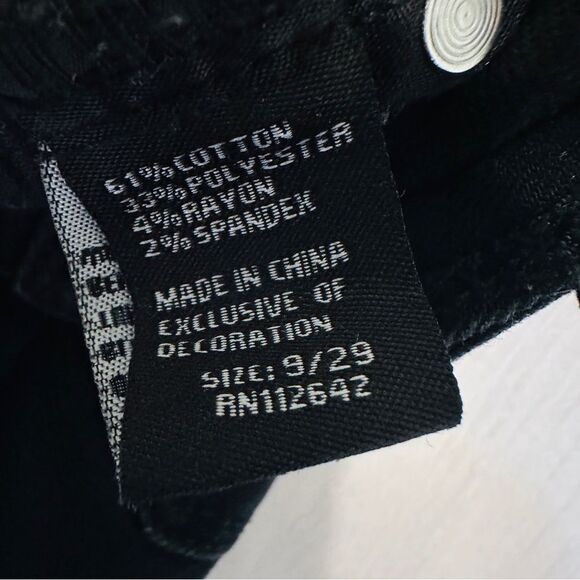 61% COTTON
33% POLYESTER
4% RAYON
2% SPANDEX
MADE IN CHINA
EXCLUSIVE OF
DECORATION
SIZE: 9/29
RN112642